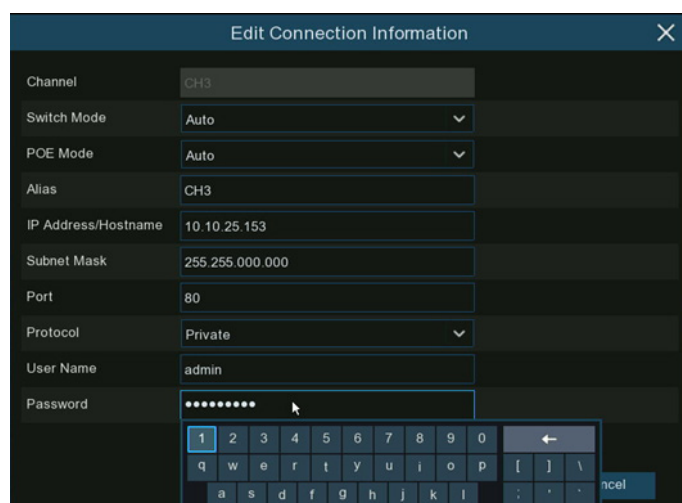 Edit Connection Information
Channel CH3
Switch Mode Auto
POE Mode Auto
Alias CH3
IP Address/Hostname 10.10.25.153
Subnet Mask 255.255.000.000
Port 80
Protocol Private
User Name admin
Password •••••••••
1 2 3 4 5 6 7 8 9 0 ←
q w e r t y u i o p [ ] \
ncel
a s d f g h j k l ; '